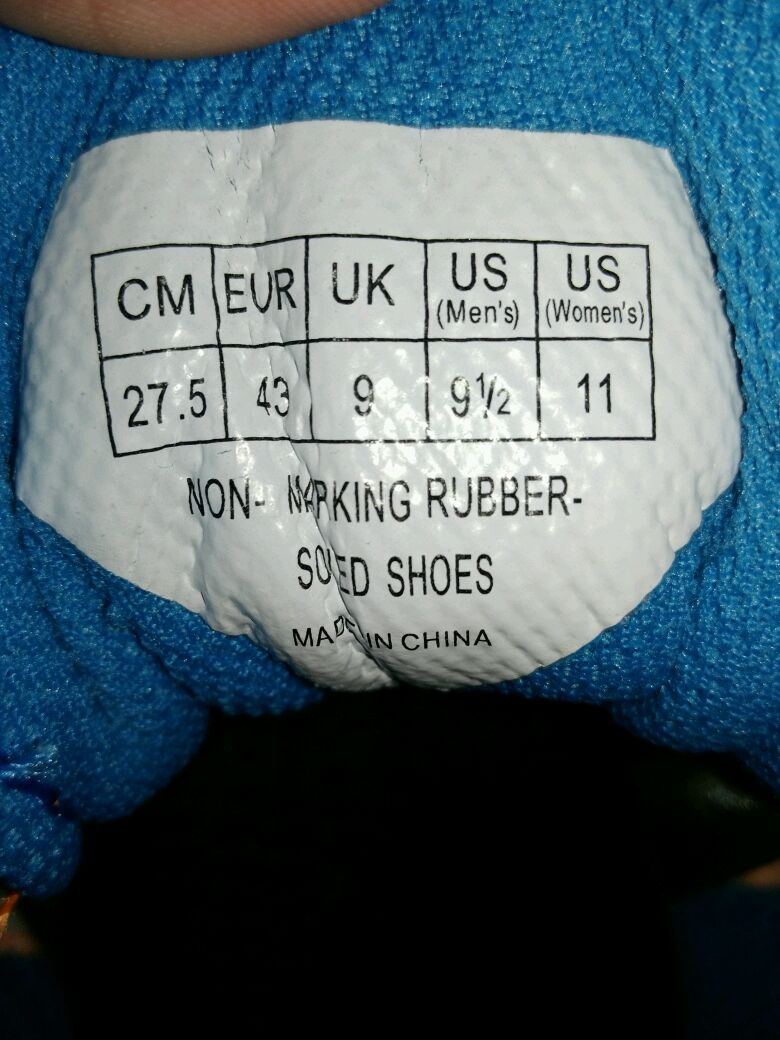 CM EUR UK US (Men's) US (Women's)
27.5 43 9 9½ 11
NON- MARKING RUBBER-
SOLED SHOES
MADE IN CHINA